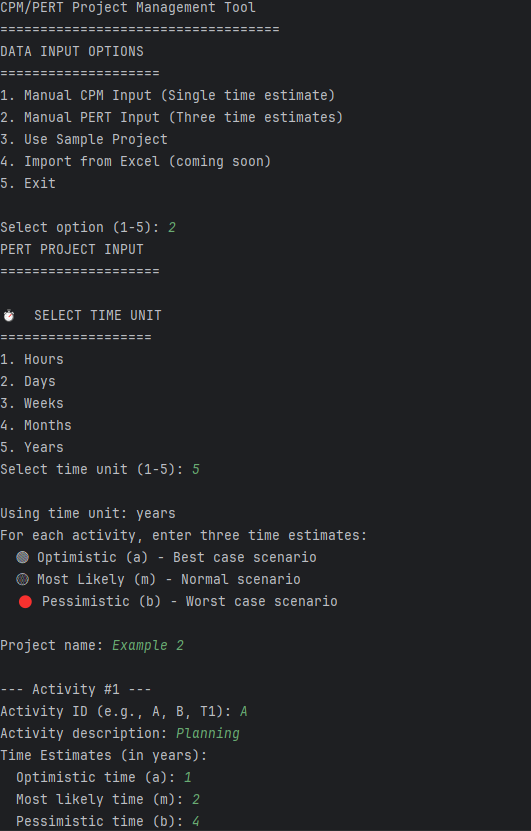 CPM/PERT Project Management Tool
===================================
DATA INPUT OPTIONS
====================
1. Manual CPM Input (Single time estimate)
2. Manual PERT Input (Three time estimates)
3. Use Sample Project
4. Import from Excel (coming soon)
5. Exit
Select option (1-5): 2
PERT PROJECT INPUT
====================
⏱ SELECT TIME UNIT
===================
1. Hours
2. Days
3. Weeks
4. Months
5. Years
Select time unit (1-5): 5
Using time unit: years
For each activity, enter three time estimates:
🟢 Optimistic (a) - Best case scenario
🟡 Most Likely (m) - Normal scenario
🔴 Pessimistic (b) - Worst case scenario
Project name: Example 2
--- Activity #1 ---
Activity ID (e.g., A, B, T1): A
Activity description: Planning
Time Estimates (in years):
Optimistic time (a): 1
Most likely time (m): 2
Pessimistic time (b): 4